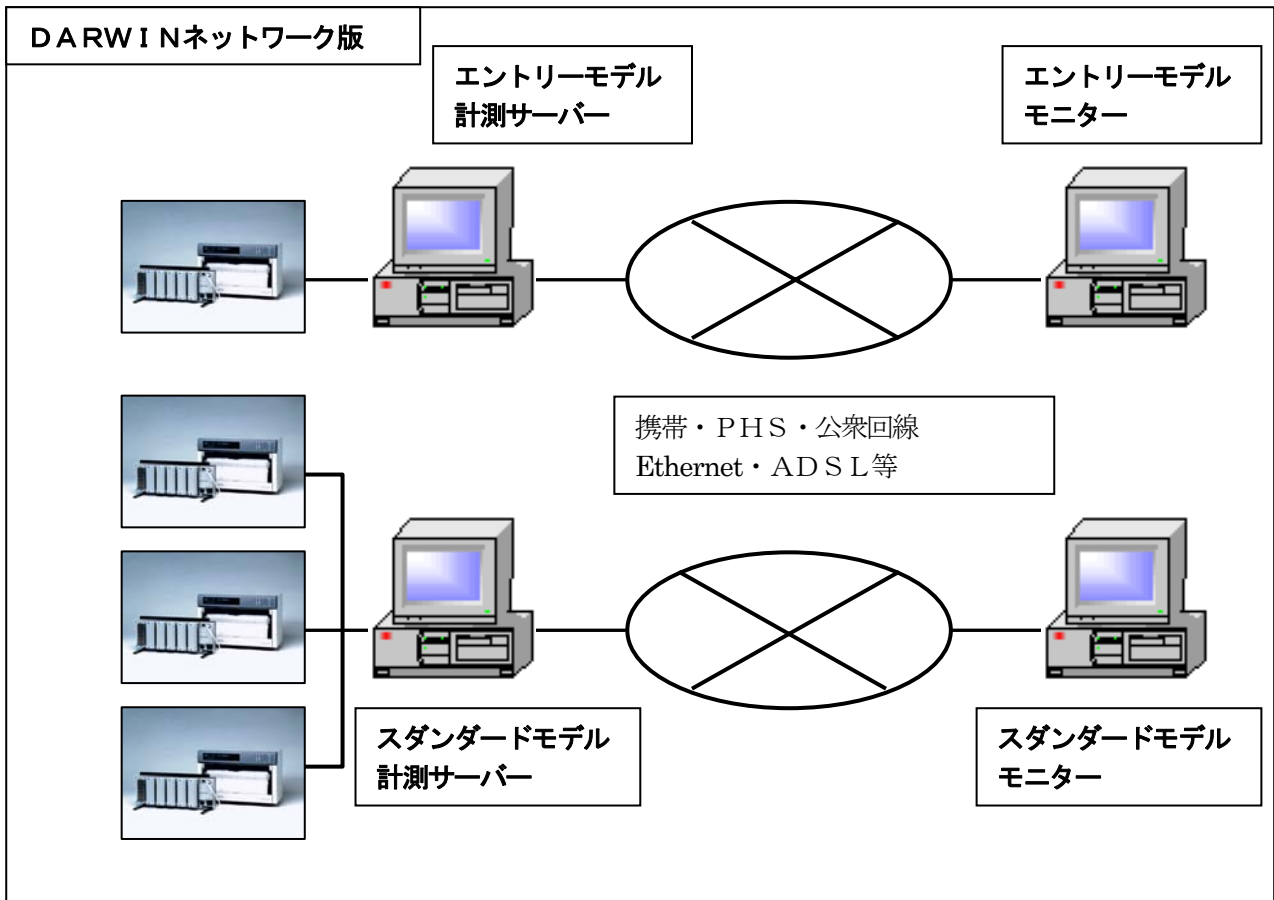 ＤＡＲＷＩＮネットワーク版
エントリーモデル
計測サーバー
エントリーモデル
モニター
携帯・ＰＨＳ・公衆回線
Ethernet・ＡＤＳＬ等
スダンダードモデル
計測サーバー
スダンダードモデル
モニター